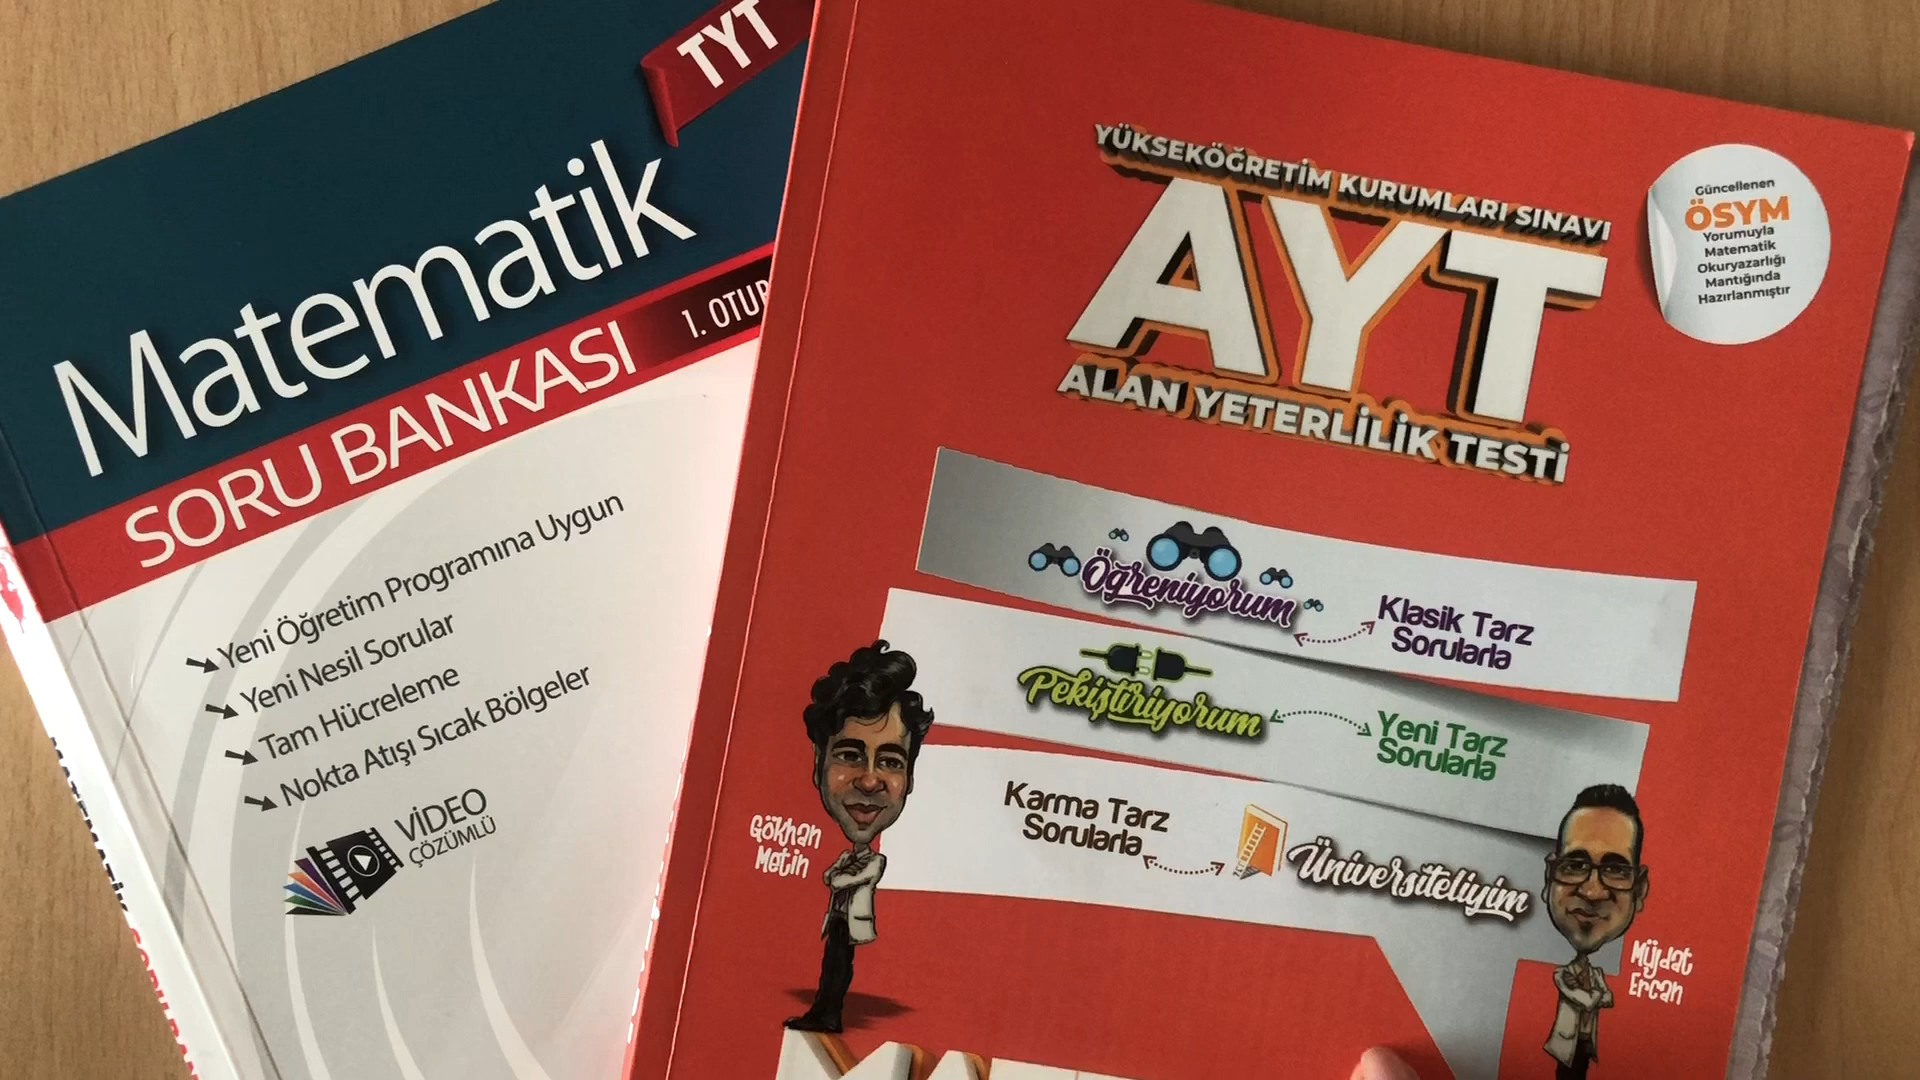 TYT
Matematik
SORU BANKASI
1. OTUR
Yeni Öğretim Programına Uygun
Yeni Nesil Sorular
Tam Hücreleme
Nokta Atışı Sıcak Bölgeler
VİDEO
ÇÖZÜMLÜ
YÜKSEKÖĞRETİM KURUMLARI SINAVI
AYT
ALAN YETERLİLİK TESTİ
Güncellenen
ÖSYM
Yorumuyla
Matematik
Okuryazarlığı
Mantığında
Hazırlanmıştır
Öğreniyorum
Klasik Tarz
Sorularla
Pekiştiriyorum
Yeni Tarz
Sorularla
Karma Tarz
Sorularla
Üniversiteliyim
Gökhan
Metin
Müjdat
Ercan